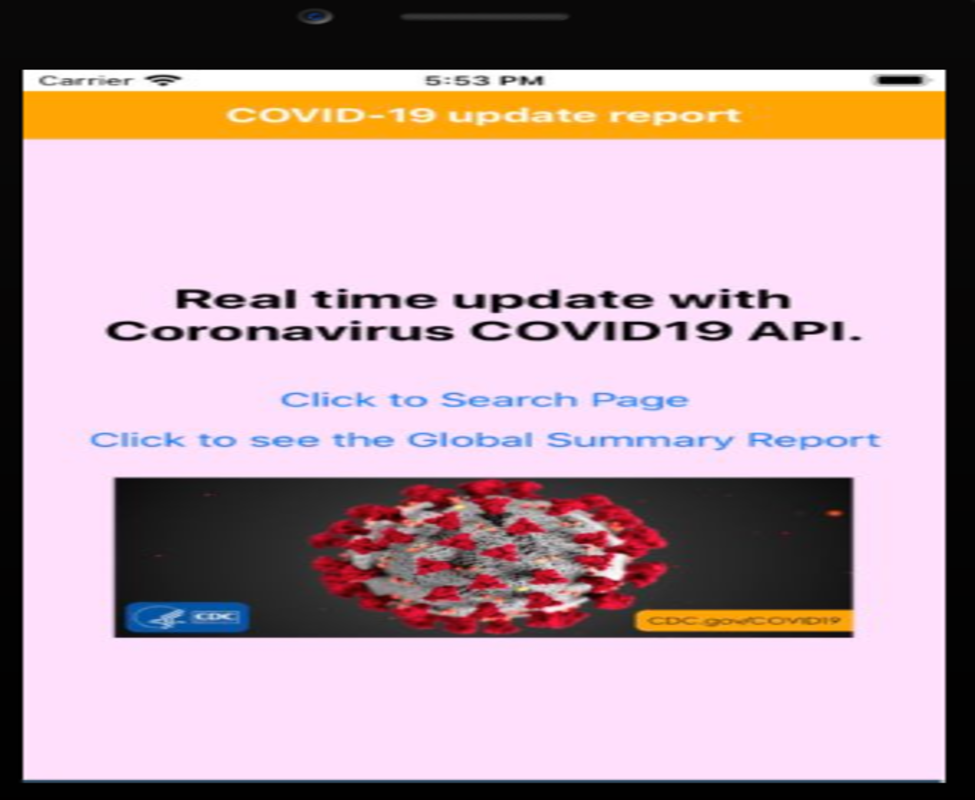 Carrier
5:53 PM
COVID-19 update report
Real time update with
Coronavirus COVID19 API.
Click to Search Page
Click to see the Global Summary Report
CDC
CDC.gov/COVID19